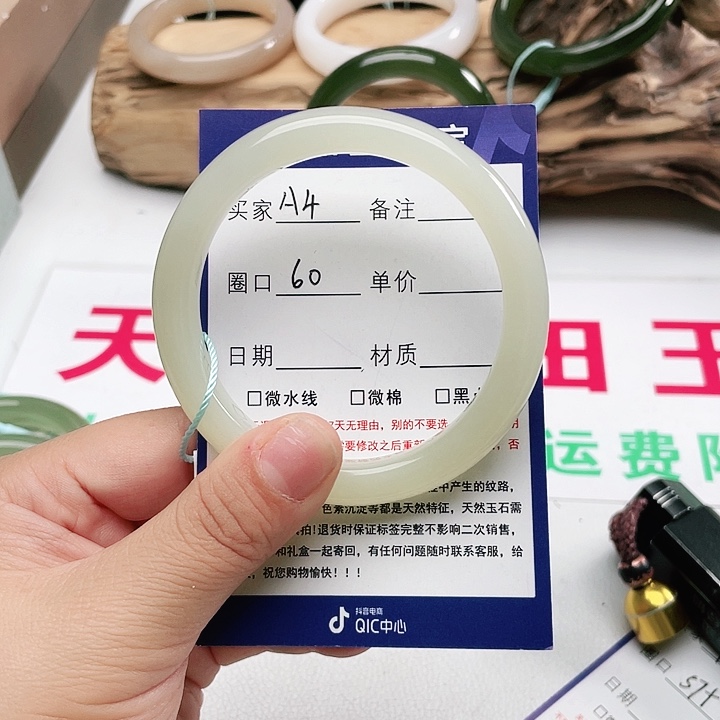 买家 A4 备注
圈口 60 单价
日期 材质
□微水线 □微棉 □黑
天无理由，别的不要选
要修改之后重新
产生的纹路，
色素沉淀等都是天然特征，天然玉石需
拍!退货时保证标签完整不影响二次销售，
和礼盒一起寄回，有任何问题随时联系客服，给
，祝您购物愉快！！！
抖音电商
QIC中心
天 田 玉
运费
圈口 57
日期